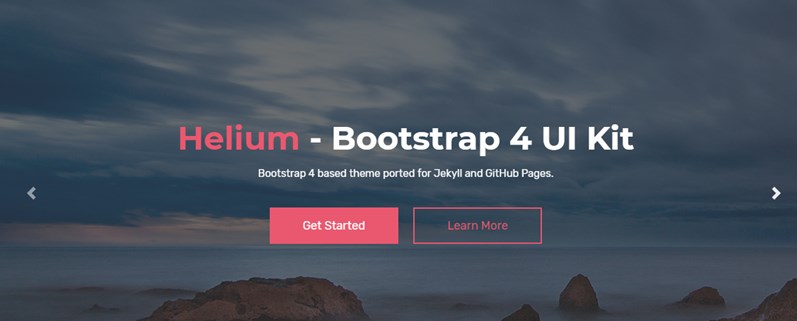 Helium - Bootstrap 4 UI Kit
Bootstrap 4 based theme ported for Jekyll and GitHub Pages.
Get Started
Learn More